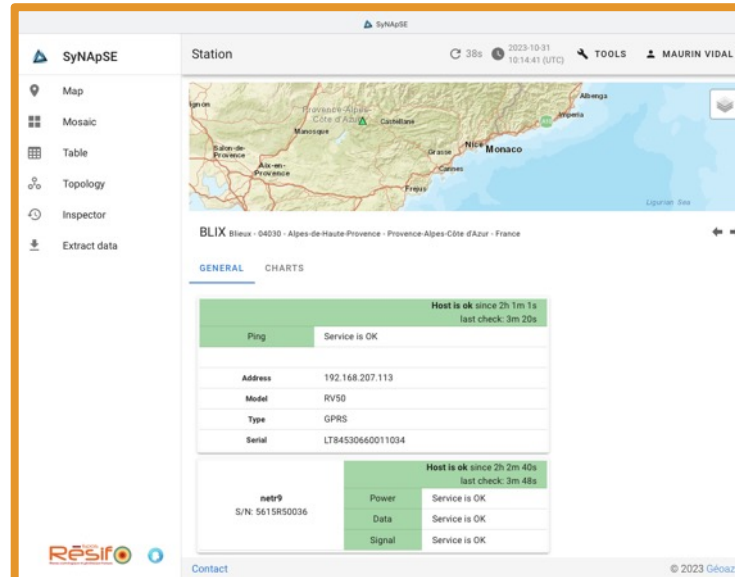 SyNApSE
SyNApSE
Station
38s
2023-10-31
10:14:41 (UTC)
TOOLS
MAURIN VIDAL
Map
Mosaic
Table
Topology
Inspector
Extract data
ignon
Provence-Alpes-
Côte d'Azur
Castellane
Manosque
Albenga
Imperia
Salon-de-
Provence
Aix-en-
Provence
Grasse
Nice
Monaco
Cannes
Frejus
Ligurian Sea
BLIX Blieux - 04030 - Alpes-de-Haute-Provence - Provence-Alpes-Côte d'Azur - France
GENERAL CHARTS
Host is ok since 2h 1m 1s
last check: 3m 20s
Ping Service is OK
Address 192.168.207.113
Model RV50
Type GPRS
Serial LT84530660011034
Host is ok since 2h 2m 40s
last check: 3m 48s
netr9
S/N: 5615R50036
Power Service is OK
Data Service is OK
Signal Service is OK
Résif
Contact
© 2023 Géoaz